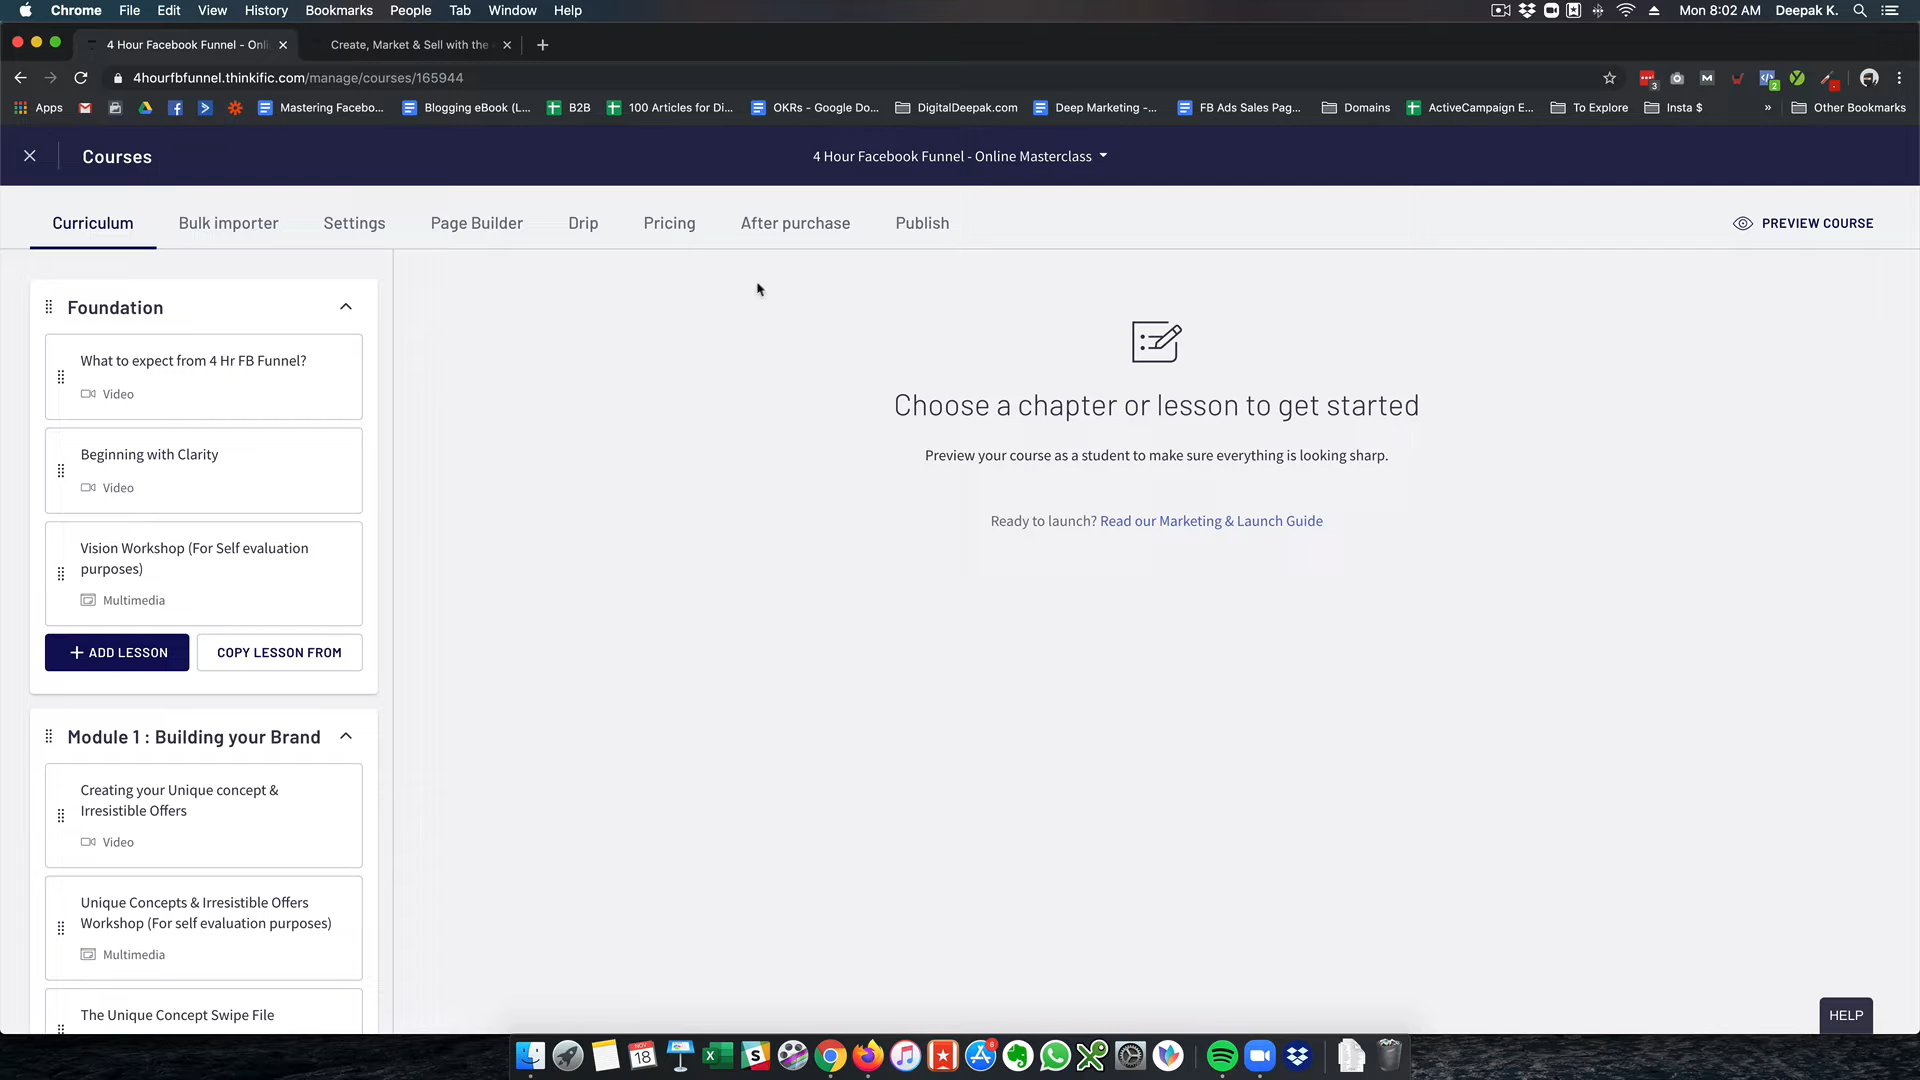 Chrome File Edit View History Bookmarks People Tab Window Help Mon 8:02 AM Deepak K.
4 Hour Facebook Funnel - Onli Create, Market & Sell with the
4hourfbfunnel.thinkific.com/manage/courses/165944
3 M 2
Apps Mastering Facebo... Blogging eBook (L... B2B 100 Articles for Di... OKRs - Google Do... DigitalDeepak.com Deep Marketing -... FB Ads Sales Pag... Domains ActiveCampaign E... To Explore Insta $ » Other Bookmarks
Courses 4 Hour Facebook Funnel - Online Masterclass
Curriculum Bulk importer Settings Page Builder Drip Pricing After purchase Publish PREVIEW COURSE
Foundation
What to expect from 4 Hr FB Funnel?
Video
Beginning with Clarity
Video
Vision Workshop (For Self evaluation
purposes)
Multimedia
+ ADD LESSON COPY LESSON FROM
Module 1 : Building your Brand
Creating your Unique concept &
Irresistible Offers
Video
Unique Concepts & Irresistible Offers
Workshop (For self evaluation purposes)
Multimedia
The Unique Concept Swipe File
Choose a chapter or lesson to get started
Preview your course as a student to make sure everything is looking sharp.
Ready to launch? Read our Marketing & Launch Guide
HELP
NOV
18
8